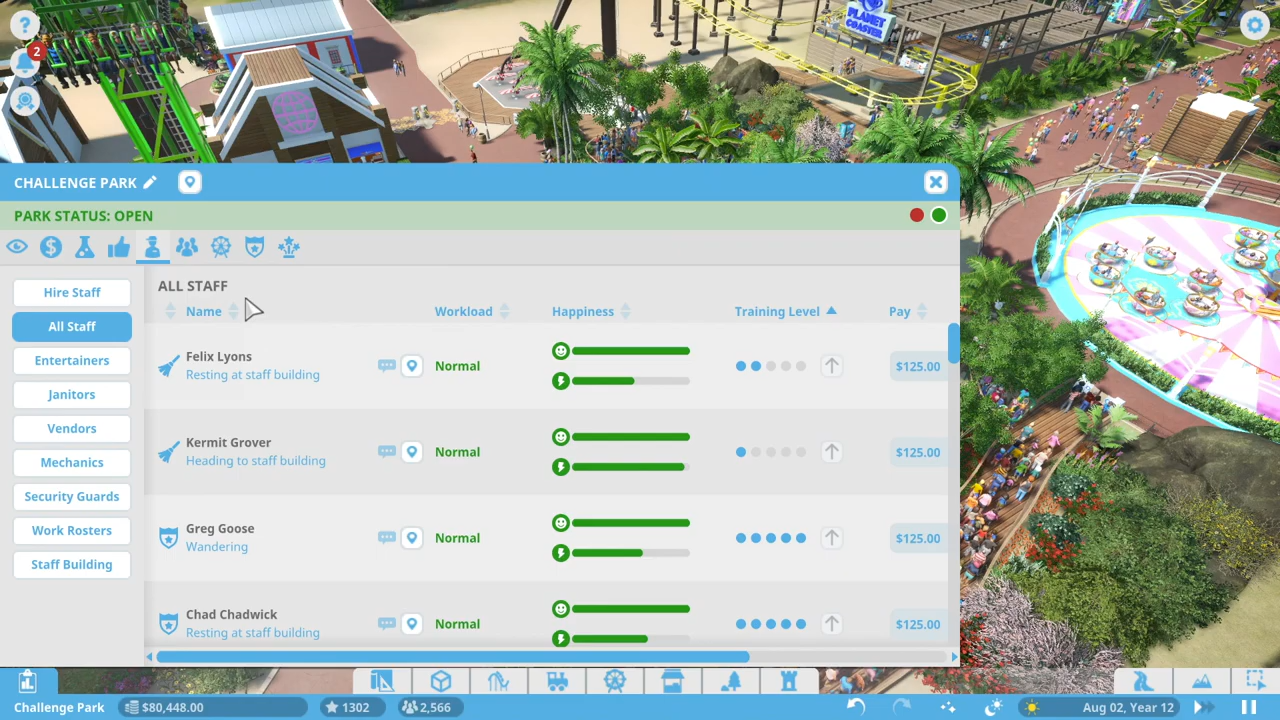 ?
2
PLANET COASTER
CHALLENGE PARK
PARK STATUS: OPEN
$
Hire Staff
All Staff
Entertainers
Janitors
Vendors
Mechanics
Security Guards
Work Rosters
Staff Building
ALL STAFF
Name Workload Happiness Training Level Pay
Felix Lyons
Resting at staff building
Normal
$125.00
Kermit Grover
Heading to staff building
Normal
$125.00
Greg Goose
Wandering
Normal
$125.00
Chad Chadwick
Resting at staff building
Normal
$125.00
Challenge Park $80,448.00 1302 2,566 Aug 02, Year 12